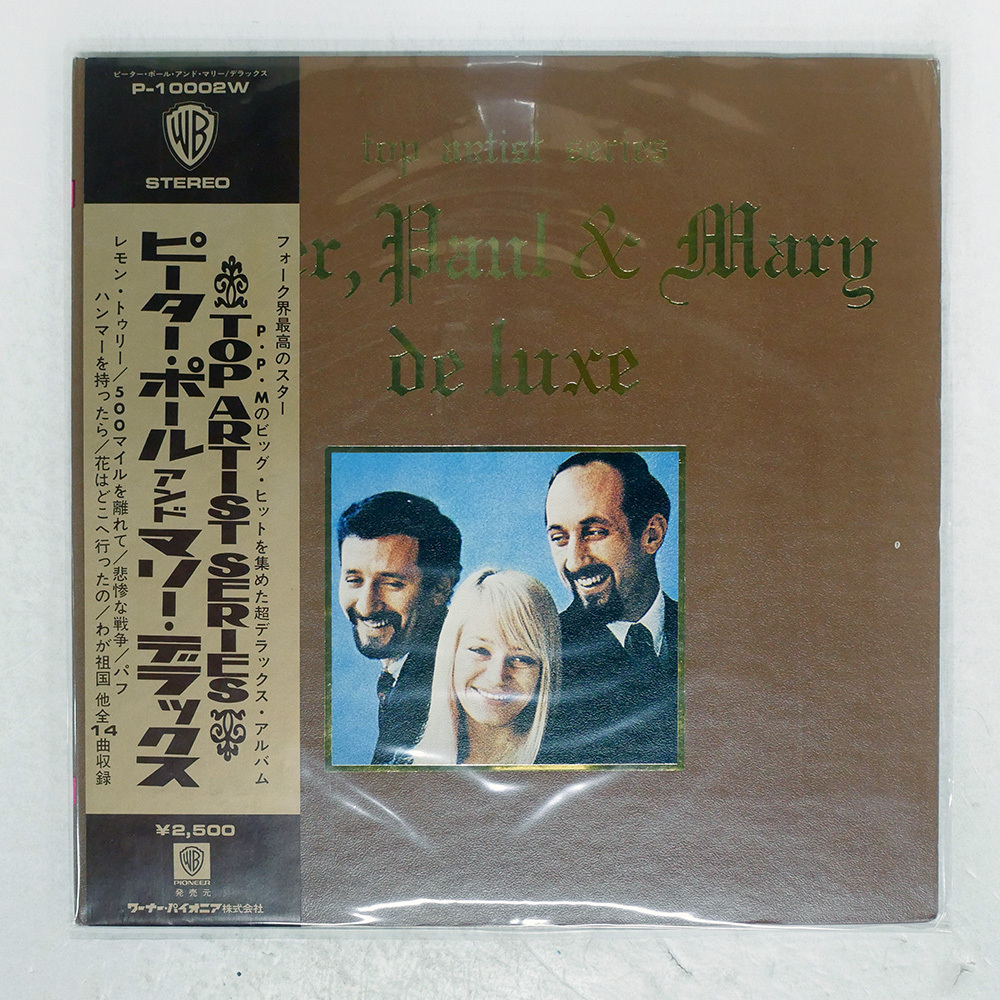 ピーター・ポール・アンド・マリー/デラックス
P-10002W
WB
STEREO
フォーク界最高のスター
P・P・Mのビッグ・ヒットを集めた超デラックス・アルバム
TOP ARTIST SERIES
ピーター・ポール アンド マリー・デラックス
レモン・トゥリー/500マイルを離れて/悲惨な戦争/パフ
ハンマーを持ったら/花はどこへ行ったの/わが祖国 他全14曲収録
¥2,500
WB
PIONEER
発売元
ワーナー・パイオニア株式会社
top artist series
er, Paul & Mary
de luxe